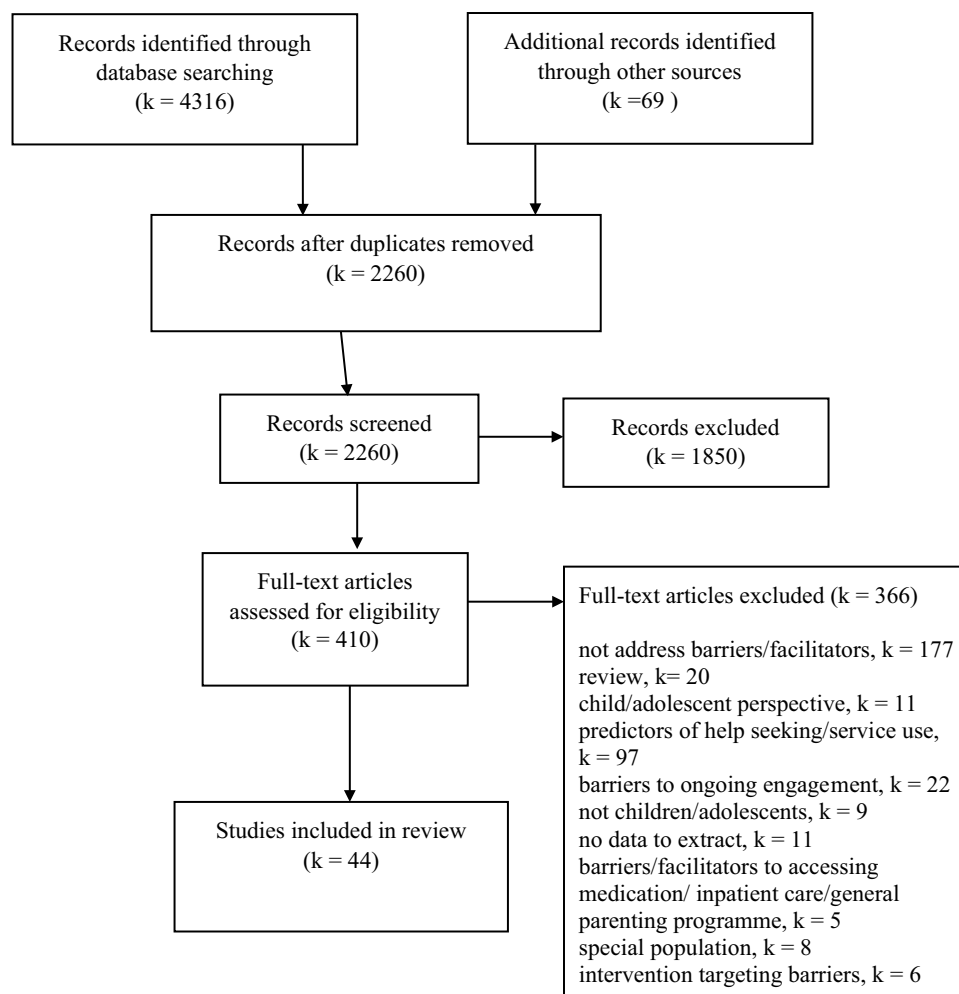 Records identified through
database searching
(k = 4316)
Additional records identified
through other sources
(k =69 )
Records after duplicates removed
(k = 2260)
Records screened
(k = 2260)
Records excluded
(k = 1850)
Full-text articles
assessed for eligibility
(k = 410)
Full-text articles excluded (k = 366)
not address barriers/facilitators, k = 177
review, k= 20
child/adolescent perspective, k = 11
predictors of help seeking/service use,
k = 97
barriers to ongoing engagement, k = 22
not children/adolescents, k = 9
no data to extract, k = 11
barriers/facilitators to accessing
medication/ inpatient care/general
parenting programme, k = 5
special population, k = 8
intervention targeting barriers, k = 6
Studies included in review
(k = 44)